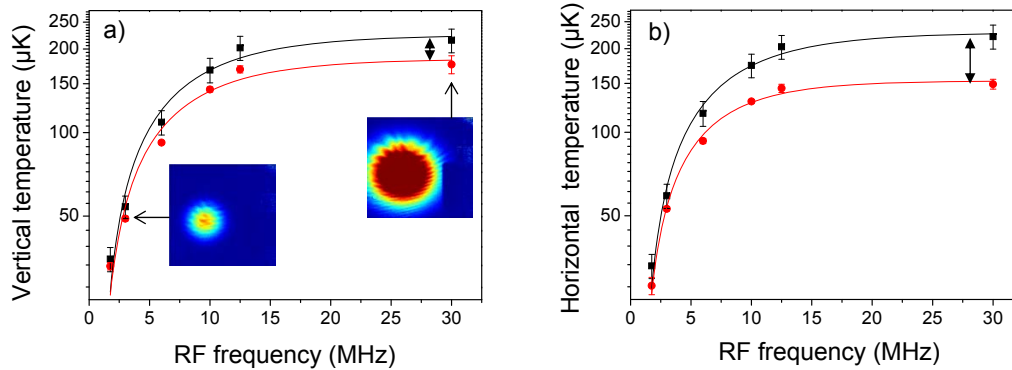 a)
Vertical temperature (µK)
250
200
150
100
50
0 5 10 15 20 25 30
RF frequency (MHz)
b)
Horizontal temperature (µK)
250
200
150
100
50
0 5 10 15 20 25 30
RF frequency (MHz)